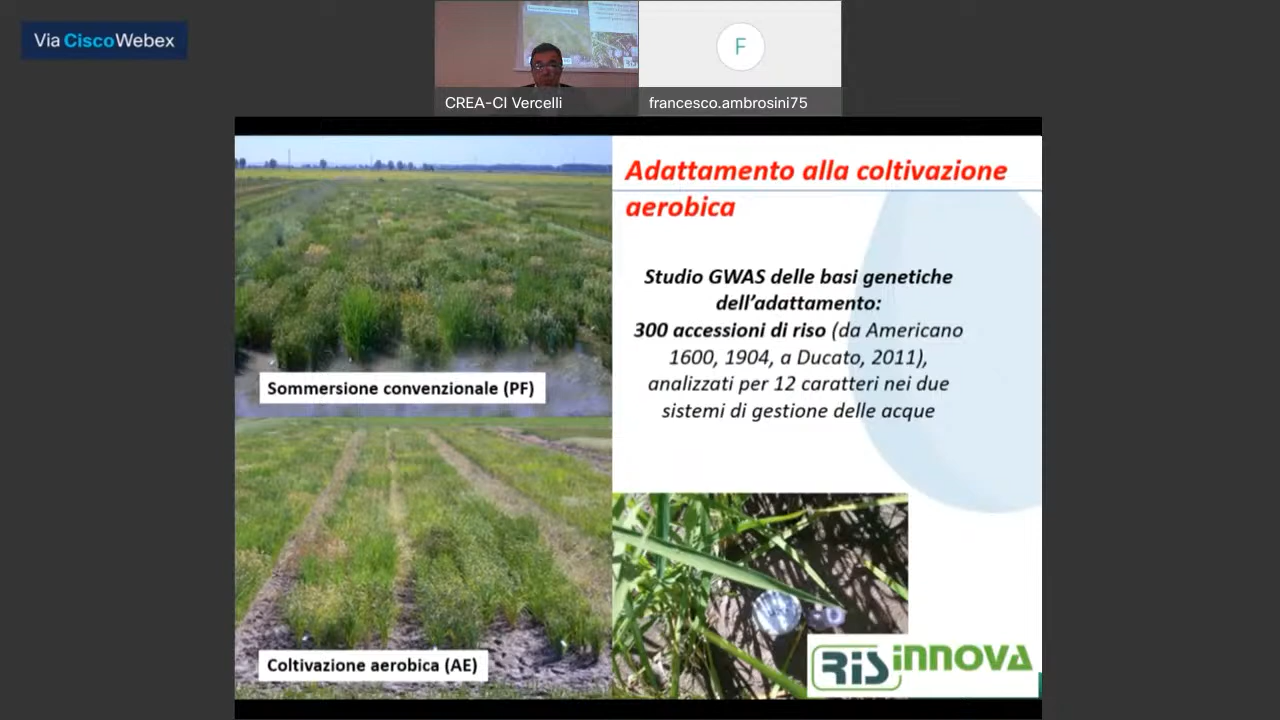 Via CiscoWebex
F
CREA-CI Vercelli
francesco.ambrosini75
Adattamento alla coltivazione
aerobica
Studio GWAS delle basi genetiche
dell'adattamento:
300 accessioni di riso (da Americano
1600, 1904, a Ducato, 2011),
analizzati per 12 caratteri nei due
sistemi di gestione delle acque
Sommersione convenzionale (PF)
Coltivazione aerobica (AE)
RISINNOVA